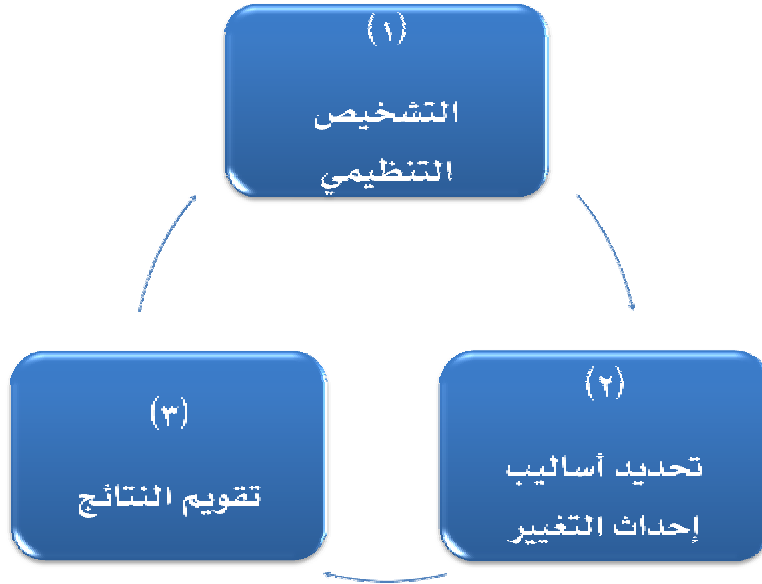 (١)
التشخيص
التنظيمي
(٢)
تحديد أساليب
إحداث التغيير
(٣)
تقويم النتائج